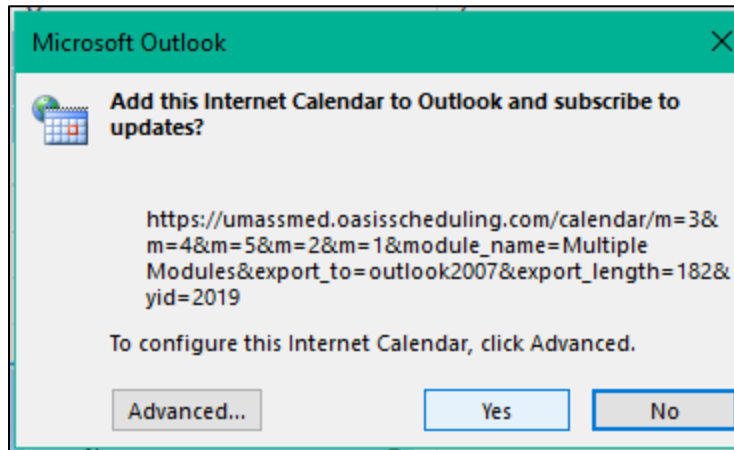 Microsoft Outlook
Add this Internet Calendar to Outlook and subscribe to
updates?
https://umassmed.oasisscheduling.com/calendar/m=3&
m=4&m=5&m=2&m=1&module_name=Multiple
Modules&export_to=outlook2007&export_length=182&
yid=2019
To configure this Internet Calendar, click Advanced.
Advanced...
Yes
No